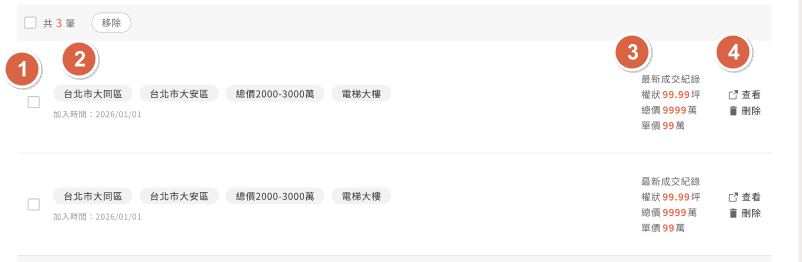 共 3 筆 移除
1 2 3 4
台北市大同區 台北市大安區 總價2000-3000萬 電梯大樓
加入時間：2026/01/01
最新成交紀錄
權狀 99.99坪
總價 9999 萬
單價 99 萬
查看
刪除
台北市大同區 台北市大安區 總價2000-3000萬 電梯大樓
加入時間：2026/01/01
最新成交紀錄
權狀 99.99坪
總價 9999 萬
單價 99 萬
查看
刪除